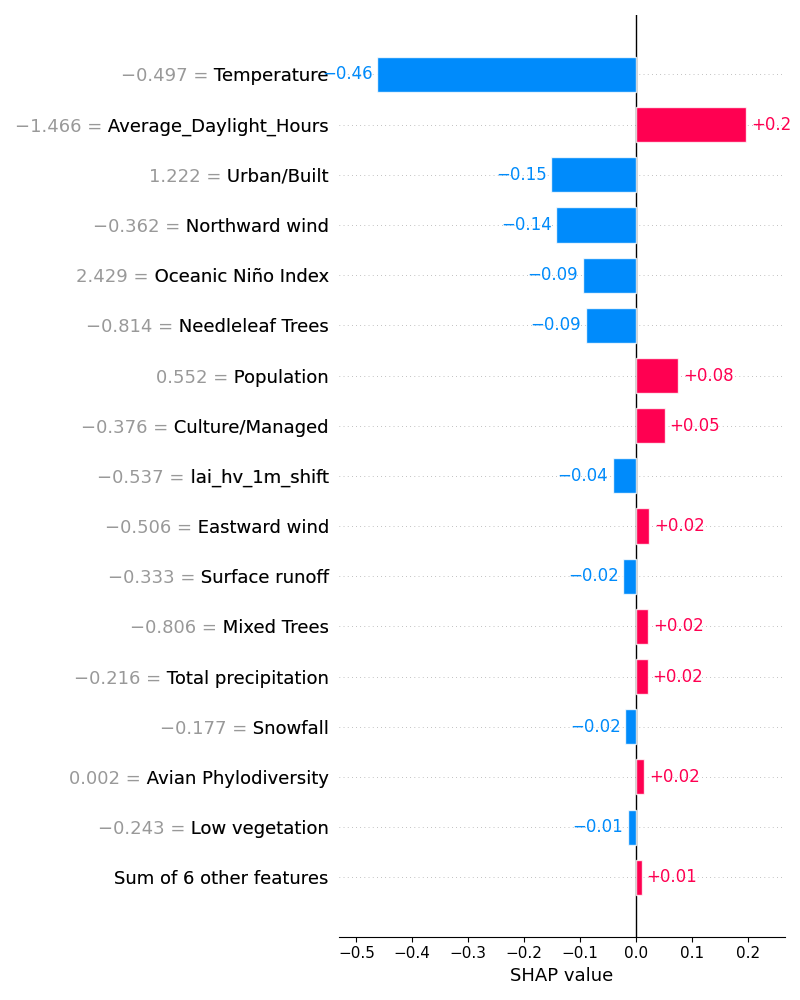 −0.497 = Temperature −0.46
−1.466 = Average_Daylight_Hours +0.2
1.222 = Urban/Built −0.15
−0.362 = Northward wind −0.14
2.429 = Oceanic Niño Index −0.09
−0.814 = Needleleaf Trees −0.09
0.552 = Population +0.08
−0.376 = Culture/Managed +0.05
−0.537 = lai_hv_1m_shift −0.04
−0.506 = Eastward wind +0.02
−0.333 = Surface runoff −0.02
−0.806 = Mixed Trees +0.02
−0.216 = Total precipitation +0.02
−0.177 = Snowfall −0.02
0.002 = Avian Phylodiversity +0.02
−0.243 = Low vegetation −0.01
Sum of 6 other features +0.01
−0.5 −0.4 −0.3 −0.2 −0.1 0.0 0.1 0.2
SHAP value